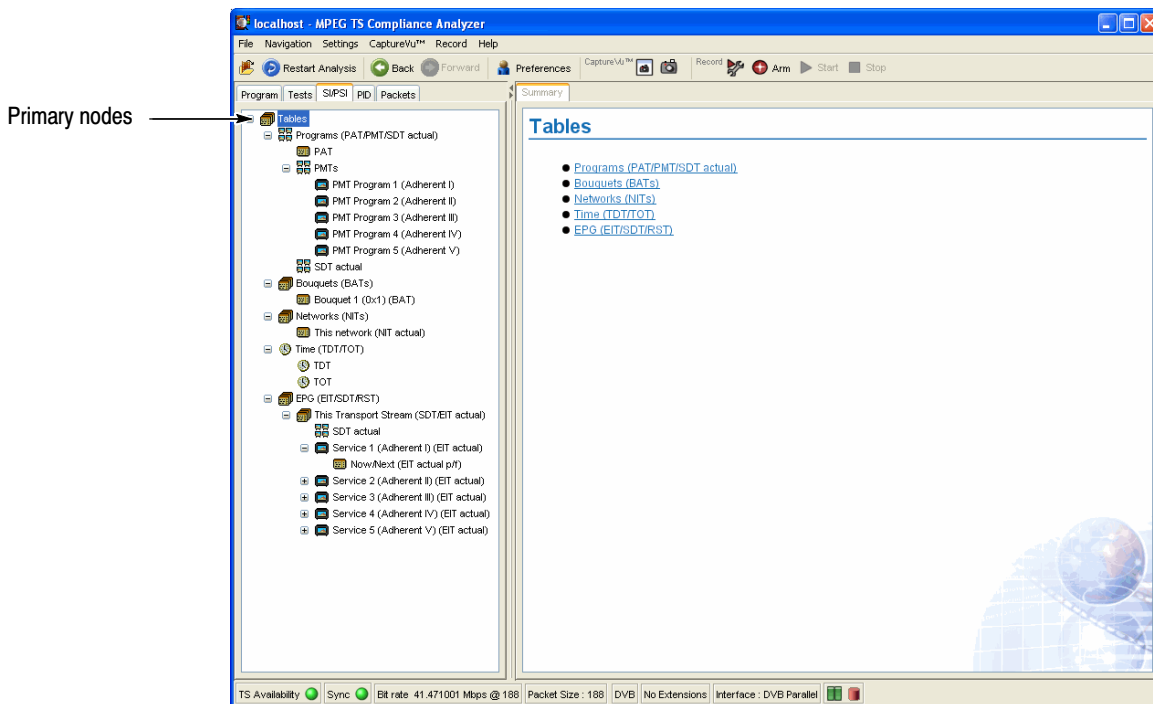 localhost - MPEG TS Compliance Analyzer
File Navigation Settings CaptureVu™ Record Help
Restart Analysis Back Forward Preferences CaptureVu™ Record Arm Start Stop
Program Tests SI/PSI PID Packets
Summary
Primary nodes
Tables
Programs (PAT/PMT/SDT actual)
PAT
PMTs
PMT Program 1 (Adherent I)
PMT Program 2 (Adherent II)
PMT Program 3 (Adherent III)
PMT Program 4 (Adherent IV)
PMT Program 5 (Adherent V)
SDT actual
Bouquets (BATs)
Bouquet 1 (0x1) (BAT)
Networks (NITs)
This network (NIT actual)
Time (TDT/TOT)
TDT
TOT
EPG (EIT/SDT/RST)
This Transport Stream (SDT/EIT actual)
SDT actual
Service 1 (Adherent I) (EIT actual)
Now/Next (EIT actual p/f)
Service 2 (Adherent II) (EIT actual)
Service 3 (Adherent III) (EIT actual)
Service 4 (Adherent IV) (EIT actual)
Service 5 (Adherent V) (EIT actual)
Tables
Programs (PAT/PMT/SDT actual)
Bouquets (BATs)
Networks (NITs)
Time (TDT/TOT)
EPG (EIT/SDT/RST)
TS Availability Sync Bit rate 41.471001 Mbps @ 188 Packet Size : 188 DVB No Extensions Interface : DVB Parallel